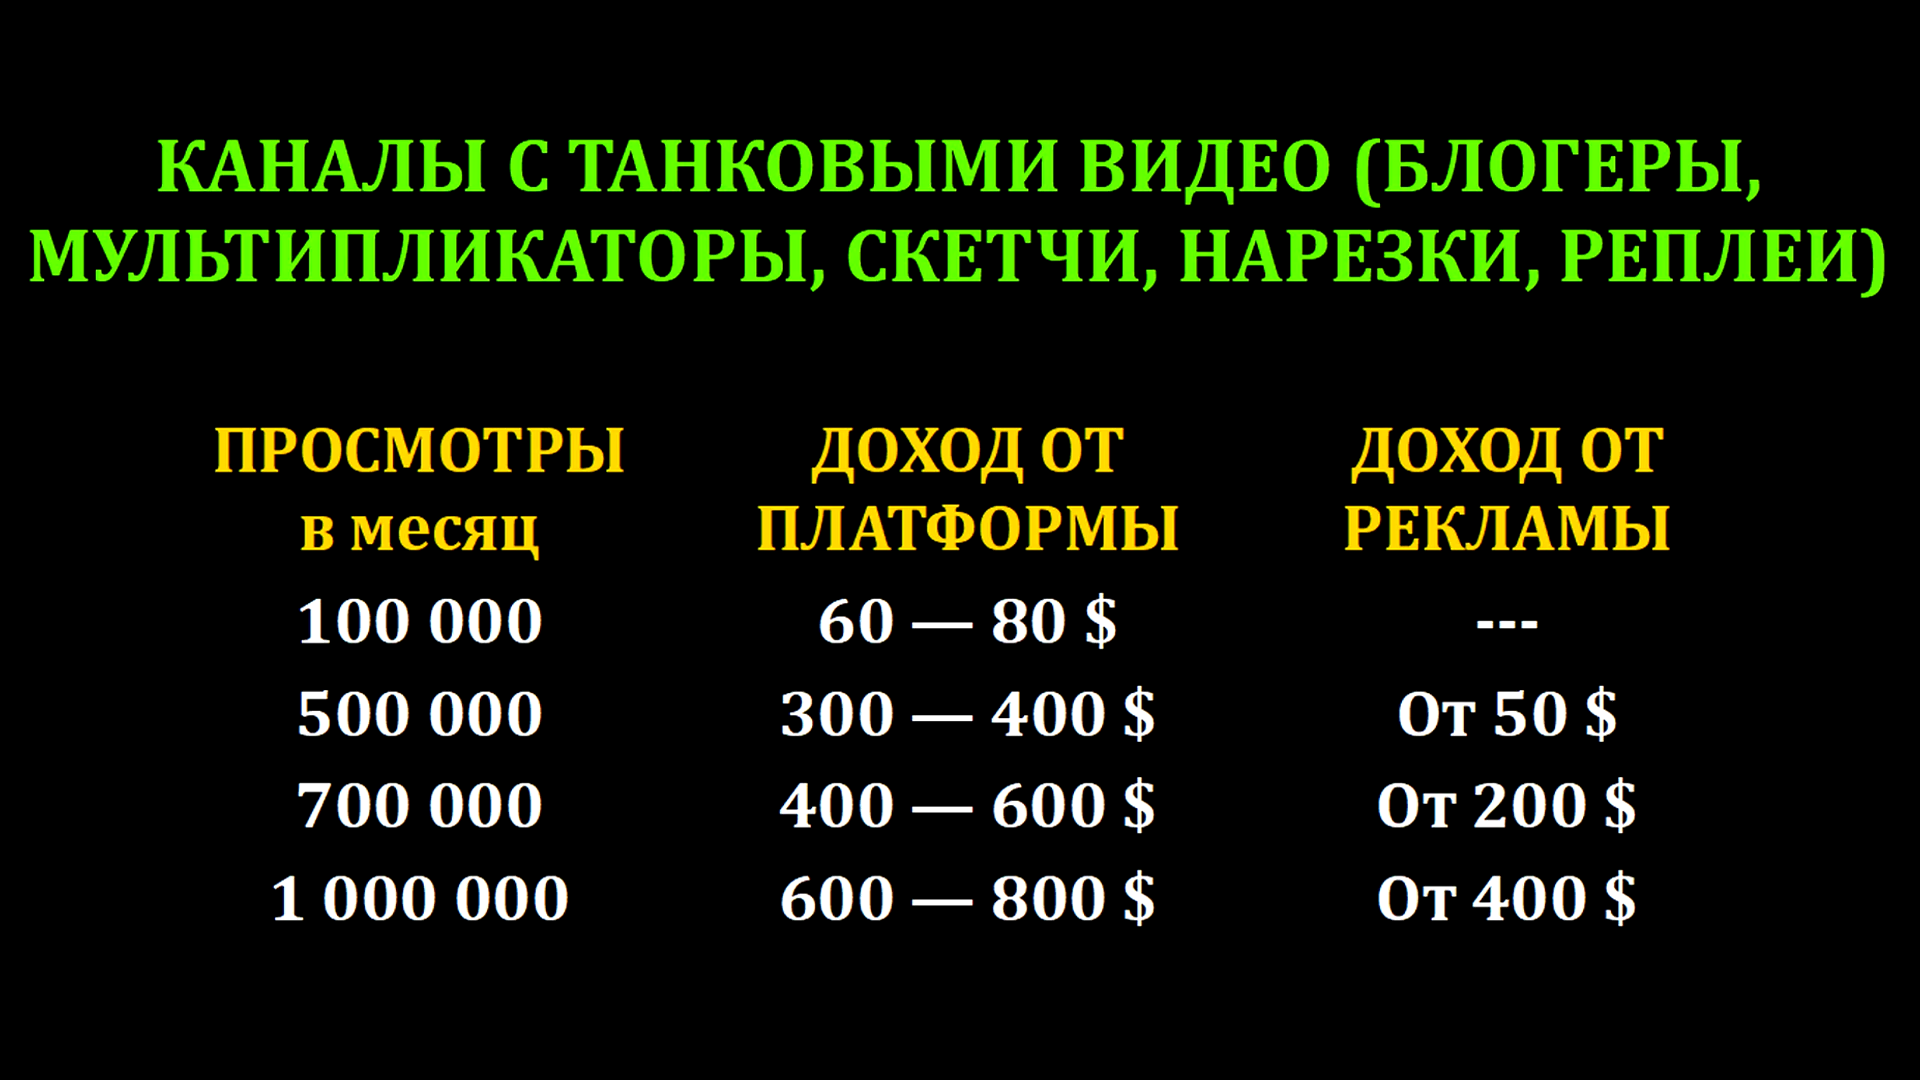 КАНАЛЫ С ТАНКОВЫМИ ВИДЕО (БЛОГЕРЫ,
МУЛЬТИПЛИКАТОРЫ, СКЕТЧИ, НАРЕЗКИ, РЕПЛЕИ)
ПРОСМОТРЫ ДОХОД ОТ ДОХОД ОТ
в месяц ПЛАТФОРМЫ РЕКЛАМЫ
100 000 60 — 80 $ ---
500 000 300 — 400 $ От 50 $
700 000 400 — 600 $ От 200 $
1 000 000 600 — 800 $ От 400 $